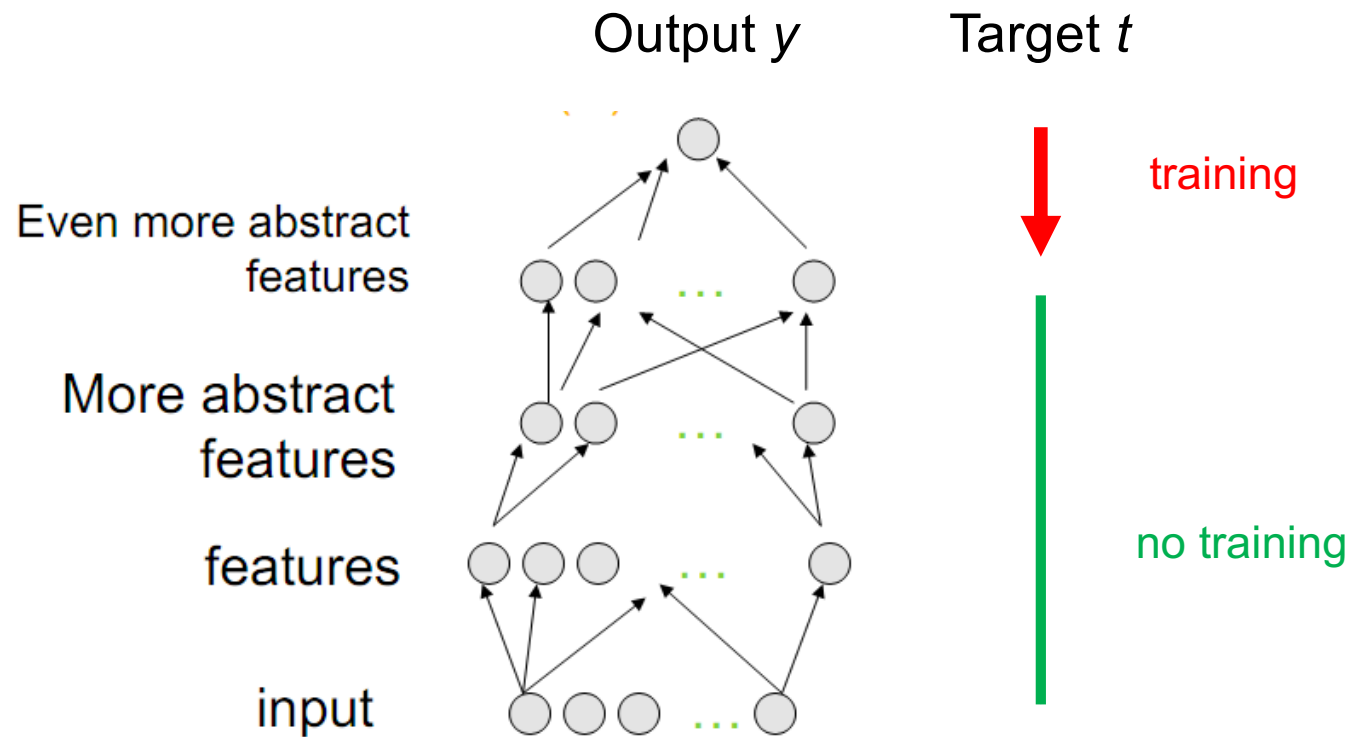 Output y
Target t
training
Even more abstract
features
...
More abstract
features
...
features
...
no training
input
...